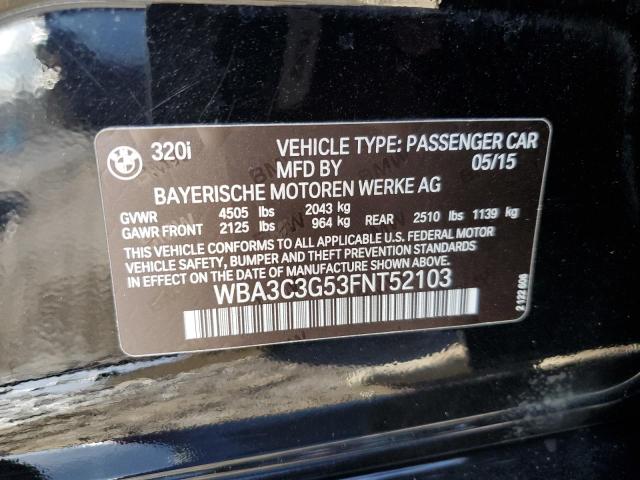 320i VEHICLE TYPE: PASSENGER CAR
MFD BY 05/15
BAYERISCHE MOTOREN WERKE AG
GVWR 4505 lbs 2043 kg
GAWR FRONT 2125 lbs 964 kg REAR 2510 lbs 1139 kg
THIS VEHICLE CONFORMS TO ALL APPLICABLE U.S. FEDERAL MOTOR
VEHICLE SAFETY, BUMPER AND THEFT PREVENTION STANDARDS
IN EFFECT ON THE DATE OF MANUFACTURE SHOWN ABOVE.
WBA3C3G53FNT52103